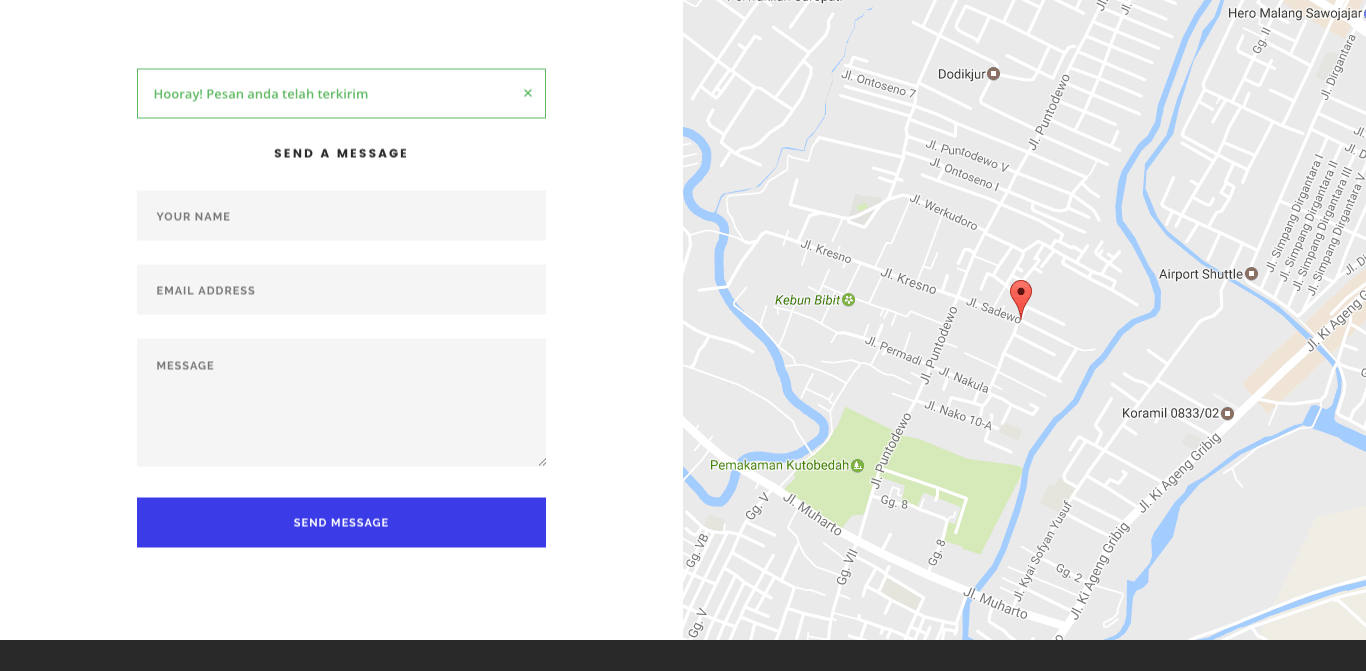 Hooray! Pesan anda telah terkirim
×
SEND A MESSAGE
YOUR NAME
EMAIL ADDRESS
MESSAGE
SEND MESSAGE
Hero Malang Sawojajar
Gg. II
Jl. Dirgantara
Dodikjur
Jl. Ontoseno 7
Jl. Puntodewo
Jl. Puntodewo V
Jl. Ontoseno I
Jl. Werkudoro
Jl. Simpang Dirgantara I
Jl. Simpang Dirgantara II
Jl. Simpang Dirgantara III
Jl. Simpang Dirgantara V
Jl. Kresno
Jl. Kresno
Airport Shuttle
Kebun Bibit
Jl. Sadewo
Jl. Puntodewo
Jl. Ki Ageng G
Jl. Permadi
Jl. Nakula
Jl. Nako 10-A
Koramil 0833/02
Jl. Puntodewo
Pemakaman Kutobedah
Jl. Ki Ageng Gribig
Gg. V
Gg. 8
Jl. Muharto
Gg. VB
Gg. VII
Gg. 8
Jl. Kyai Sofyan Yusuf
Gg. 2
Jl. Ki Ageng Gribig
Jl. Muharto
Gg. V